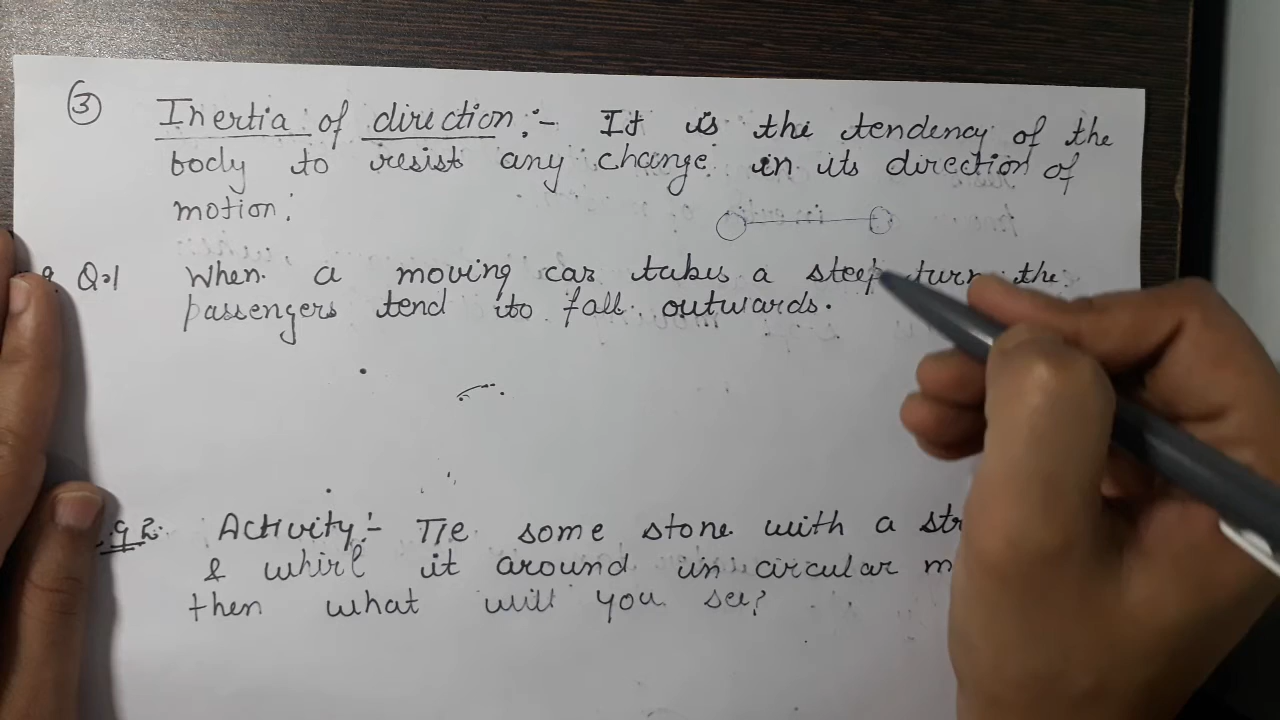 ③ Inertia of direction :- It is the tendency of the
body to resist any change in its direction of
motion.
Q.1 When a moving car takes a steep turn the
passengers tend to fall outwards.
Activity :- Tie some stone with a
& whirl it around in circular
then what will you see?